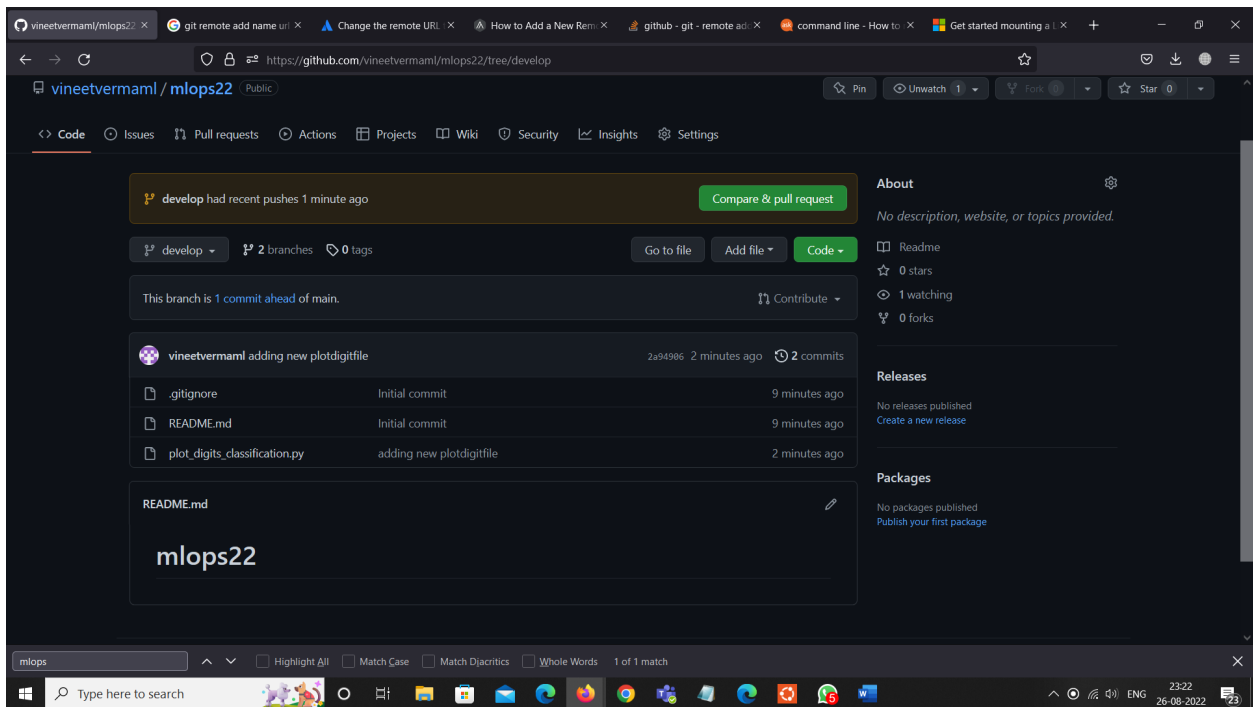 vineetvermaml/mlops22
git remote add name url
Change the remote URL
How to Add a New Rem
github - git - remote add
command line - How to
Get started mounting a L
https://github.com/vineetvermaml/mlops22/tree/develop
vineetvermaml / mlops22 Public
Pin
Unwatch 1
Fork 0
Star 0
Code
Issues
Pull requests
Actions
Projects
Wiki
Security
Insights
Settings
develop had recent pushes 1 minute ago
Compare & pull request
develop
2 branches
0 tags
Go to file
Add file
Code
This branch is 1 commit ahead of main.
Contribute
vineetvermaml adding new plotdigitfile
2a94906 2 minutes ago
2 commits
.gitignore Initial commit 9 minutes ago
README.md Initial commit 9 minutes ago
plot_digits_classification.py adding new plotdigitfile 2 minutes ago
README.md
mlops22
About
No description, website, or topics provided.
Readme
0 stars
1 watching
0 forks
Releases
No releases published
Create a new release
Packages
No packages published
Publish your first package
mlops
Highlight All
Match Case
Match Diacritics
Whole Words
1 of 1 match
Type here to search
6
ENG
23:22
26-08-2022
23